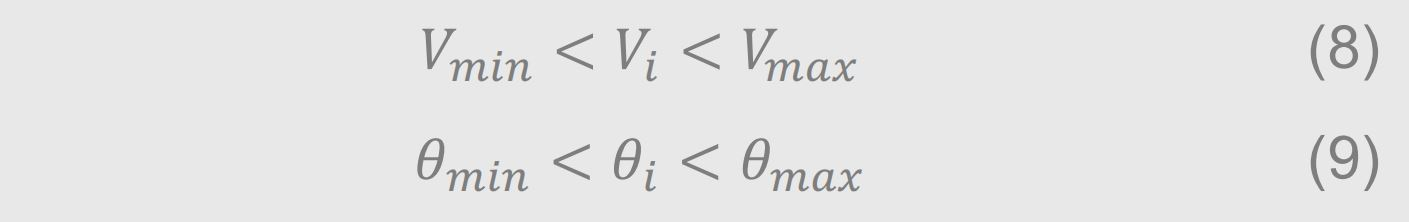 V_min < V_i < V_max (8)
θ_min < θ_i < θ_max (9)